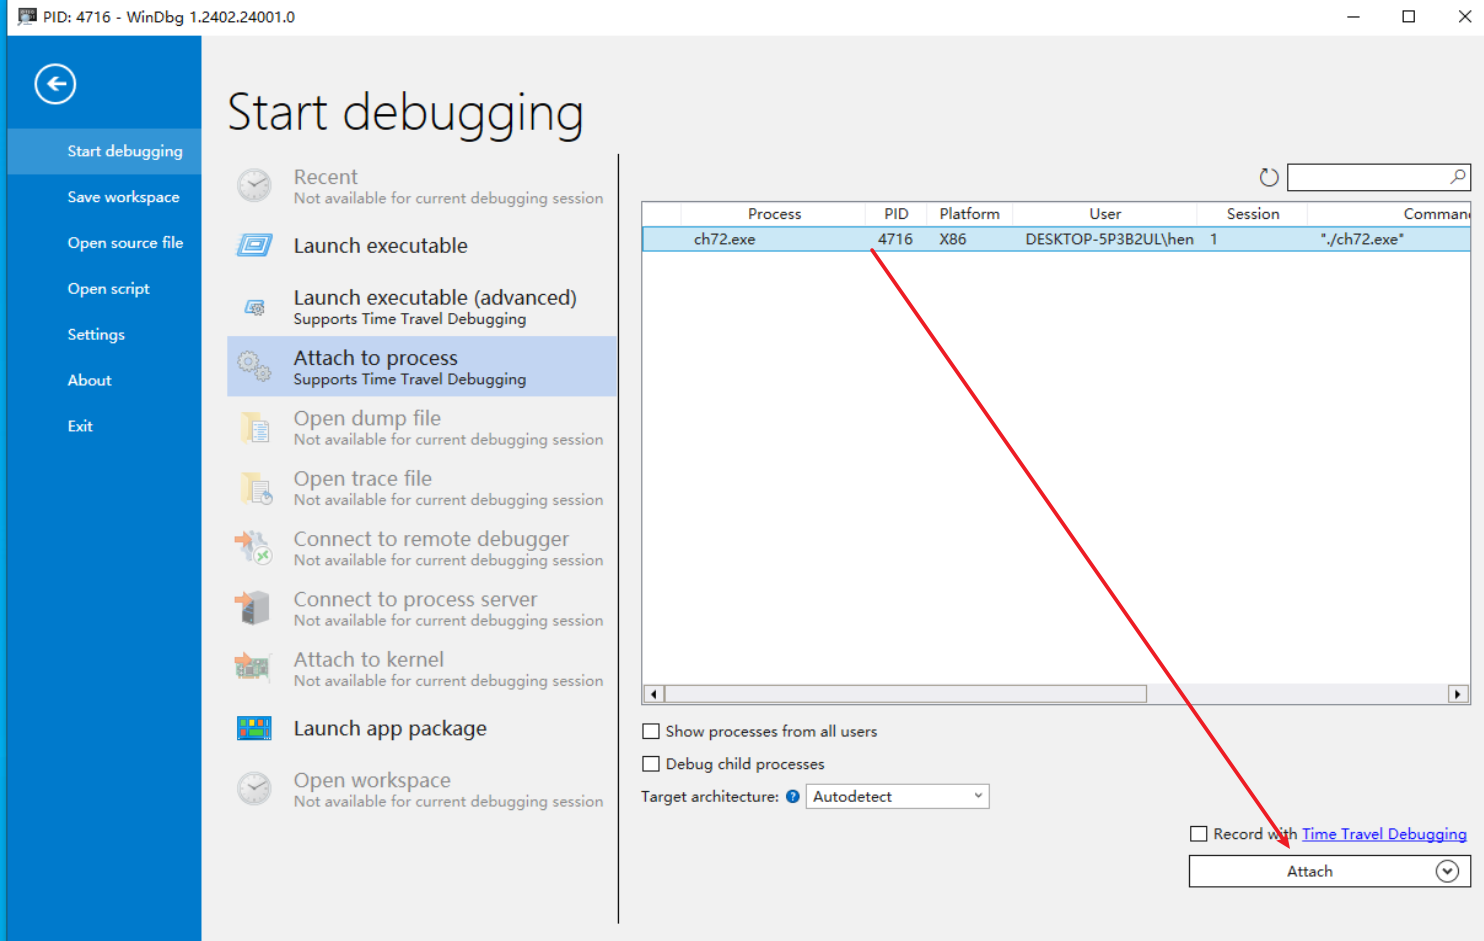 PID: 4716 - WinDbg 1.2402.24001.0
Start debugging
Save workspace
Open source file
Open script
Settings
About
Exit
Start debugging
Recent
Not available for current debugging session
Launch executable
Launch executable (advanced)
Supports Time Travel Debugging
Attach to process
Supports Time Travel Debugging
Open dump file
Not available for current debugging session
Open trace file
Not available for current debugging session
Connect to remote debugger
Not available for current debugging session
Connect to process server
Not available for current debugging session
Attach to kernel
Not available for current debugging session
Launch app package
Open workspace
Not available for current debugging session
Process PID Platform User Session Comman
ch72.exe 4716 X86 DESKTOP-5P3B2UL\hen 1 "./ch72.exe"
Show processes from all users
Debug child processes
Target architecture: ? Autodetect
Record with Time Travel Debugging
Attach